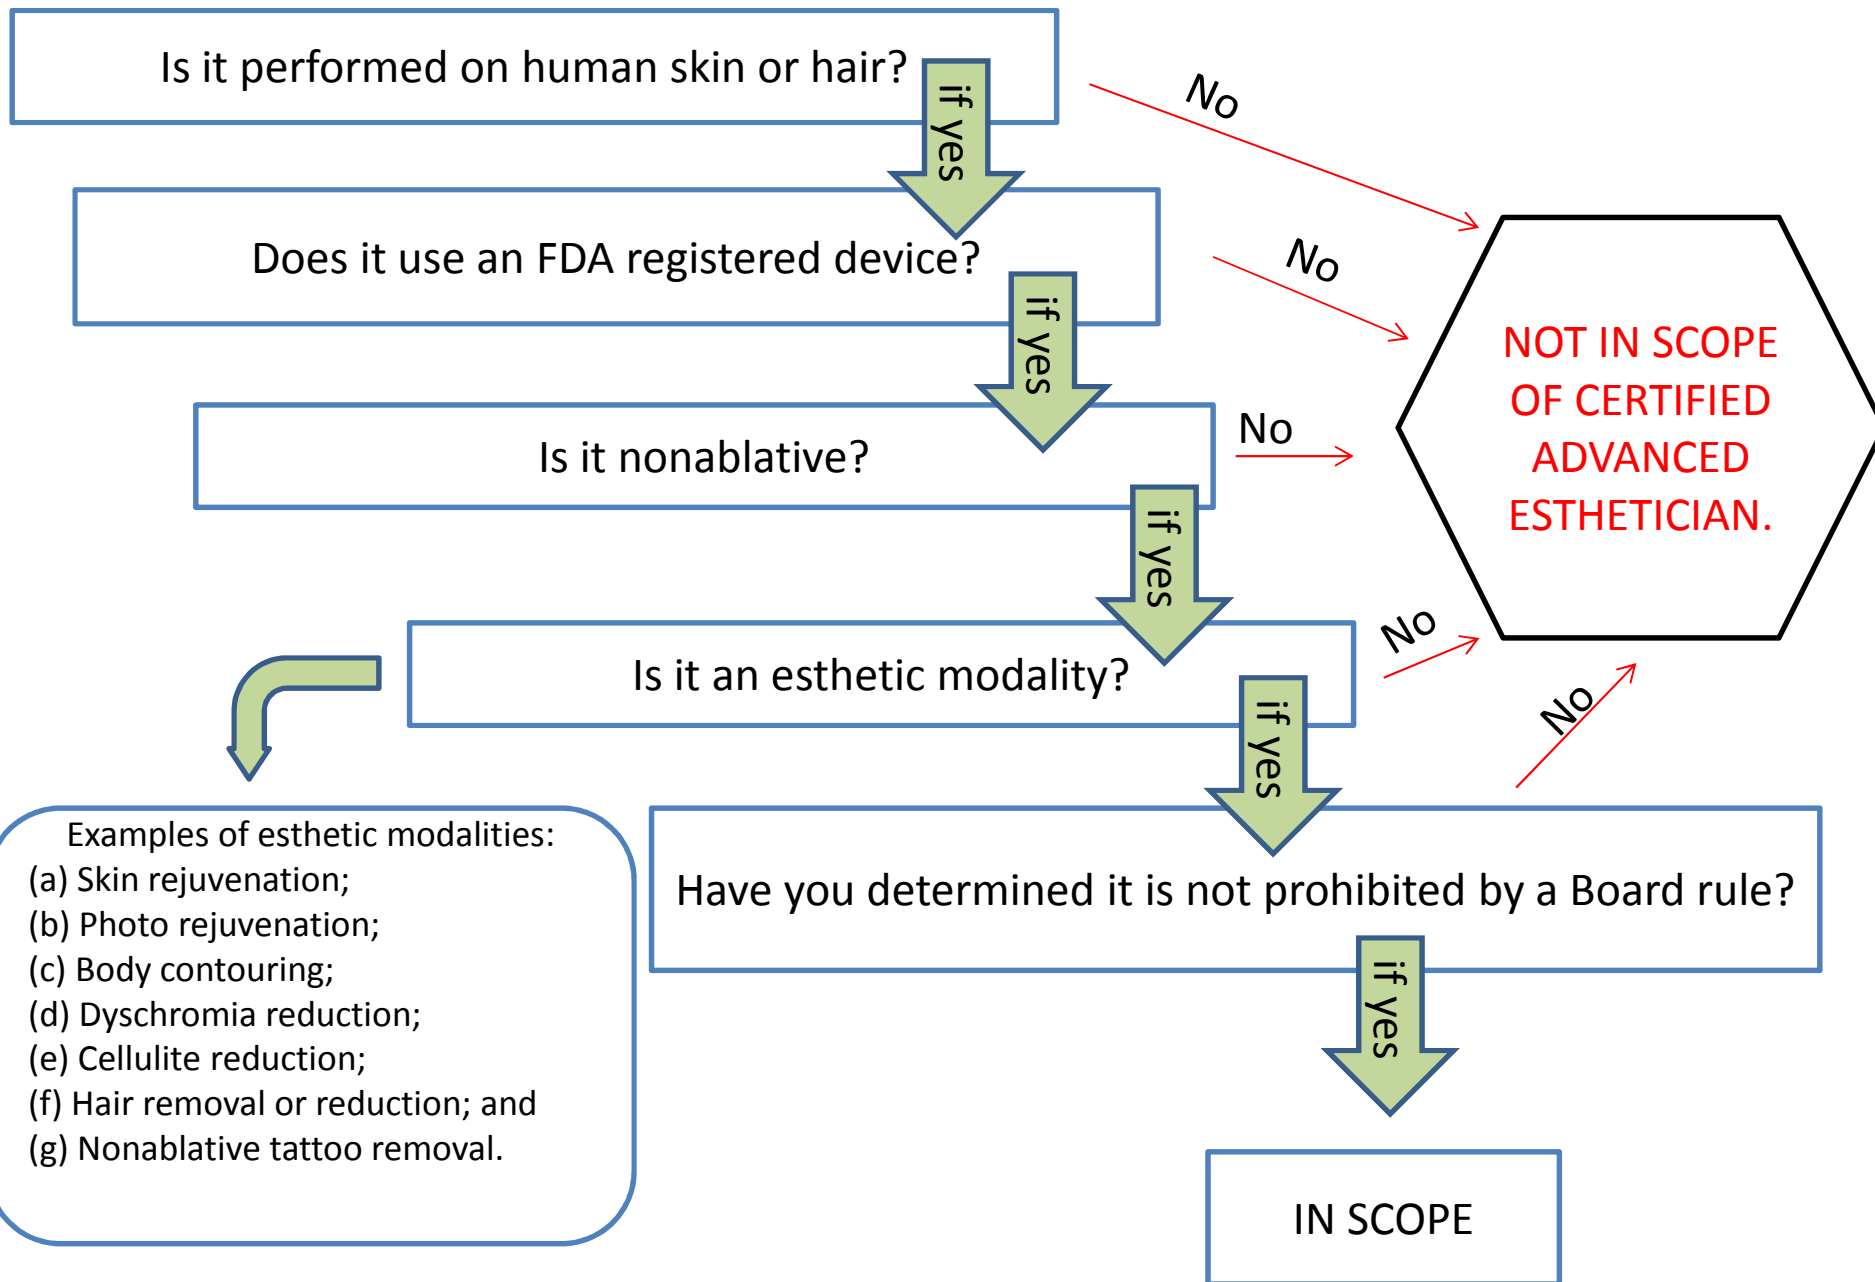 Is it performed on human skin or hair?
if yes
No
Does it use an FDA registered device?
if yes
No
Is it nonablative?
if yes
No
Is it an esthetic modality?
if yes
No
NOT IN SCOPE
OF CERTIFIED
ADVANCED
ESTHETICIAN.
Examples of esthetic modalities:
(a) Skin rejuvenation;
(b) Photo rejuvenation;
(c) Body contouring;
(d) Dyschromia reduction;
(e) Cellulite reduction;
(f) Hair removal or reduction; and
(g) Nonablative tattoo removal.
Have you determined it is not prohibited by a Board rule?
if yes
No
IN SCOPE